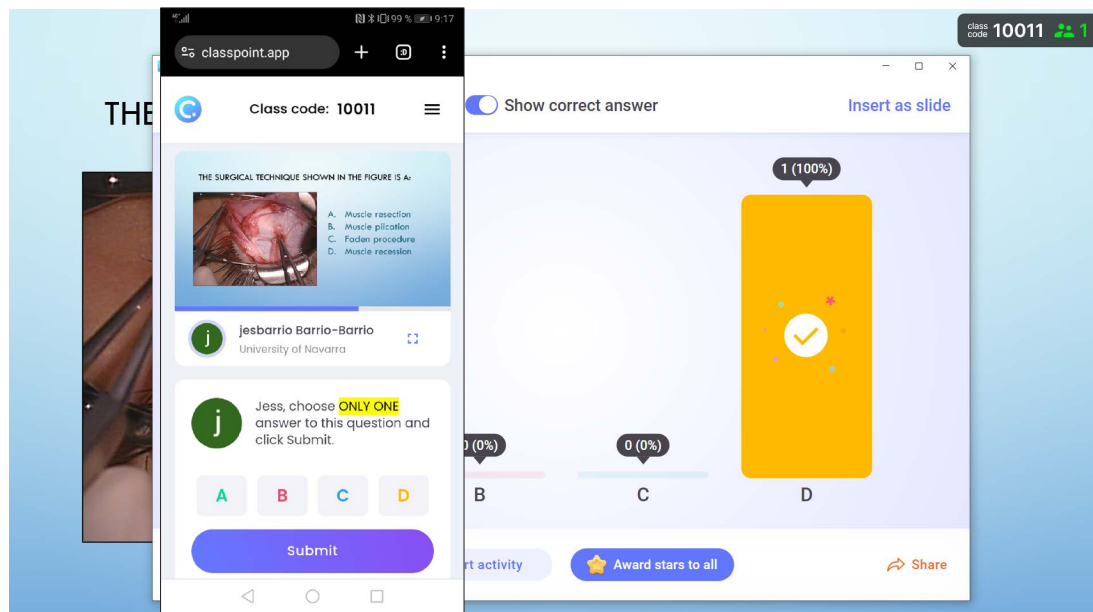 4G
99 %
9:17
classpoint.app
:D
Class code: 10011
THE SURGICAL TECHNIQUE SHOWN IN THE FIGURE IS A:
A. Muscle resection
B. Muscle plication
C. Faden procedure
D. Muscle recession
j
jesbarrio Barrio-Barrio
University of Navarra
j
Jess, choose ONLY ONE
answer to this question and
click Submit.
A B C D
Submit
THE
class
code 10011 1
Show correct answer
Insert as slide
1 (100%)
(0%)
0 (0%)
B
C
D
activity
Award stars to all
Share